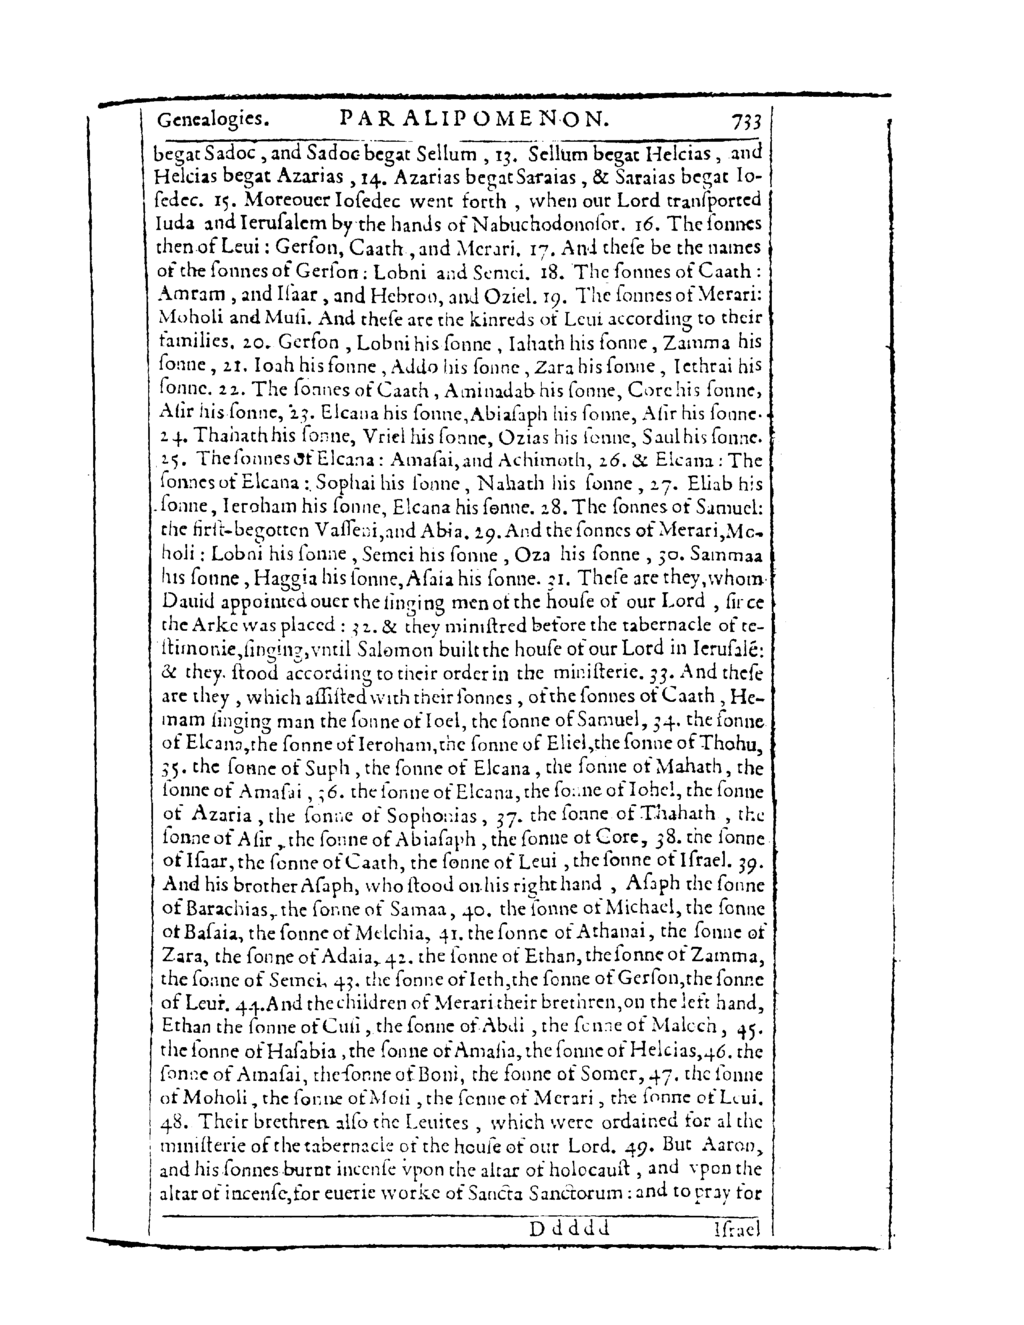 Genealogies. PARALIPOMENON. 733
begat Sadoc, and Sadoc begat Sellum, 13. Sellum begat Helcias, and
Helcias begat Azarias, 14. Azarias begat Saraias, & Saraias begat Io-
ſedec. 15. Moreouer Ioſedec went forth, when our Lord tranſported
Iuda and Ieruſalem by the hands of Nabuchodonoſor. 16. The ſonnes
then of Leui: Gerſon, Caath, and Merari. 17. And theſe be the names
of the ſonnes of Gerſon: Lobni and Semei. 18. The ſonnes of Caath:
Amram, and Iſaar, and Hebron, and Oziel. 19. The ſonnes of Merari:
Moholi and Muſi. And theſe are the kinreds of Leui according to their
families. 20. Gerſon, Lobni his ſonne, Iahath his ſonne, Zamma his
ſonne, 21. Ioah his ſonne, Addo his ſonne, Zara his ſonne, Iethrai his
ſonne. 22. The ſonnes of Caath, Aminadab his ſonne, Core his ſonne,
Aſir his ſonne, 23. Elcana his ſonne, Abiaſaph his ſonne, Aſir his ſonne.
24. Thahath his ſonne, Vriel his ſonne, Ozias his ſonne, Saul his ſonne.
25. The ſonnes of Elcana: Amaſai, and Achimoth, 26. & Elcana: The
ſonnes of Elcana: Sophai his ſonne, Nahath his ſonne, 27. Eliab his
ſonne, Ieroham his ſonne, Elcana his ſonne. 28. The ſonnes of Samuel:
the firſt-begotten Vaſſeni, and Abia. 29. And the ſonnes of Merari, Mo-
holi: Lobni his ſonne, Semei his ſonne, Oza his ſonne, 30. Sammaa
his ſonne, Haggia his ſonne, Aſaia his ſonne. 31. Theſe are they, whom
Dauid appointed ouer the ſinging men of the houſe of our Lord, ſince
the Arke was placed: 32. & they miniſtred before the tabernacle of te-
ſtimonie, ſinging, vntil Salomon built the houſe of our Lord in Ieruſalē:
& they ſtood according to their order in the miniſterie. 33. And theſe
are they, which aſſiſted with their ſonnes, of the ſonnes of Caath, He-
mam ſinging man the ſonne of Ioel, the ſonne of Samuel, 34. the ſonne
of Elcana, the ſonne of Ieroham, the ſonne of Eliel, the ſonne of Thohu,
35. the ſonne of Suph, the ſonne of Elcana, the ſonne of Mahath, the
ſonne of Amaſai, 36. the ſonne of Elcana, the ſonne of Iohel, the ſonne
of Azaria, the ſonne of Sophonias, 37. the ſonne of Thahath, the
ſonne of Aſir, the ſonne of Abiaſaph, the ſonne of Core, 38. the ſonne
of Iſaar, the ſonne of Caath, the ſonne of Leui, the ſonne of Iſrael. 39.
And his brother Aſaph, who ſtood on his right hand, Aſaph the ſonne
of Barachias, the ſonne of Samaa, 40. the ſonne of Michael, the ſonne
of Baſaia, the ſonne of Melchia, 41. the ſonne of Athanai, the ſonne of
Zara, the ſonne of Adaia, 42. the ſonne of Ethan, the ſonne of Zamma,
the ſonne of Semei, 43. the ſonne of Ieth, the ſonne of Gerſon, the ſonne
of Leui. 44. And the children of Merari their brethren, on the left hand,
Ethan the ſonne of Cuſi, the ſonne of Abdi, the ſonne of Maloch, 45.
the ſonne of Haſabia, the ſonne of Amaſia, the ſonne of Helcias, 46. the
ſonne of Amaſai, the ſonne of Boni, the ſonne of Somer, 47. the ſonne
of Moholi, the ſonne of Moſi, the ſonne of Merari, the ſonne of Leui.
48. Their brethren alſo the Leuites, which were ordained for al the
miniſterie of the tabernacle of the houſe of our Lord. 49. But Aaron,
and his ſonnes burnt incenſe vpon the altar of holocauſt, and vpon the
altar of incenſe, for euerie worke of Sancta Sanctorum: and to pray for
Ddddd Iſrael